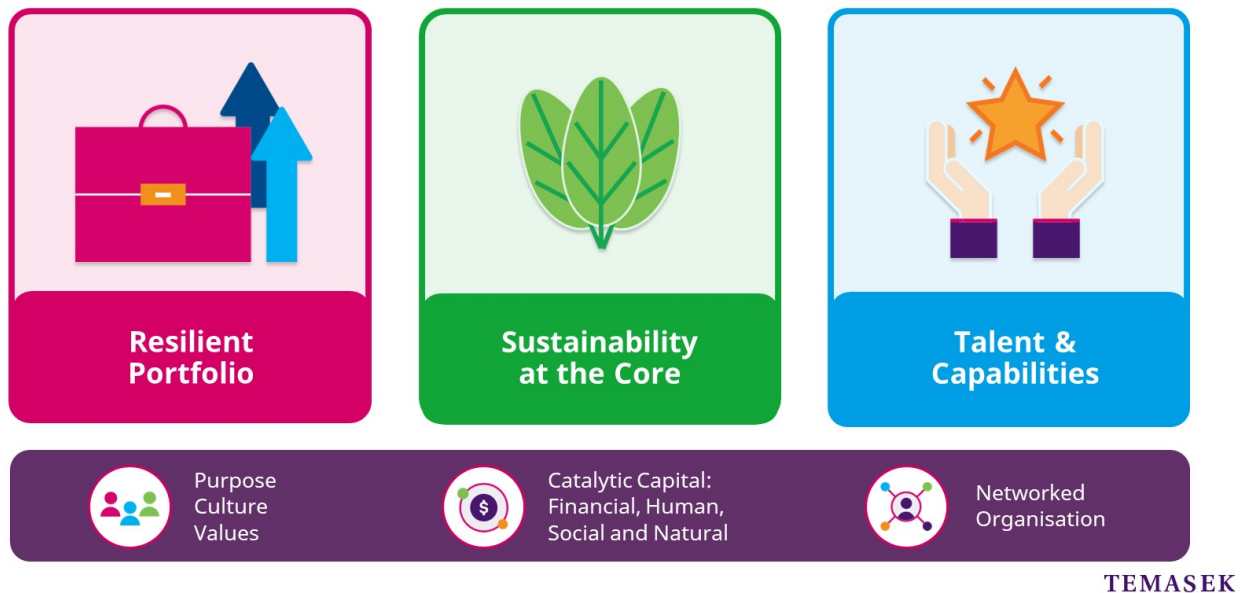 Resilient
Portfolio
Sustainability
at the Core
Talent &
Capabilities
Purpose
Culture
Values
$
Catalytic Capital:
Financial, Human,
Social and Natural
Networked
Organisation
TEMASEK